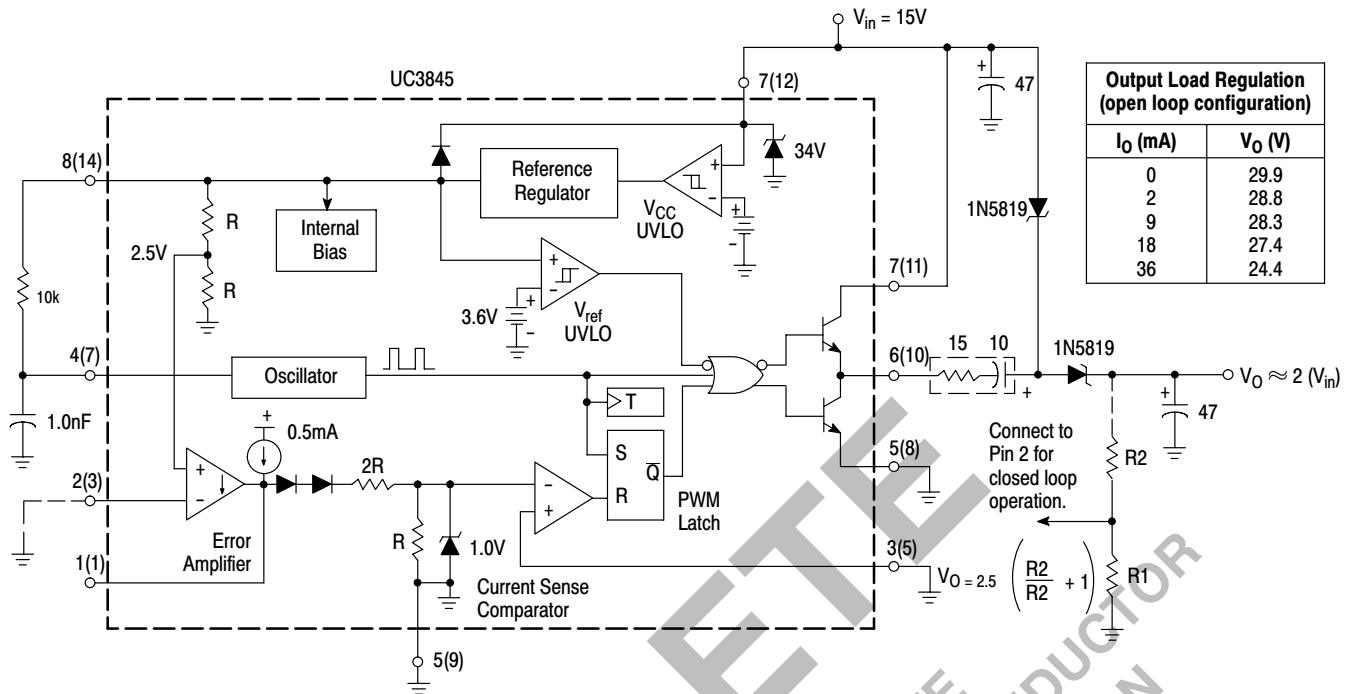 V_in = 15V
UC3845
7(12)
+
47
Output Load Regulation
(open loop configuration)
I_O (mA) V_O (V)
0 29.9
2 28.8
9 28.3
18 27.4
36 24.4
8(14)
34V
Reference
Regulator
+
-
V_CC
UVLO
+
-
R
Internal
Bias
1N5819
2.5V
R
10k
+
-
V_ref
UVLO
3.6V
+
-
7(11)
4(7)
Oscillator
6(10)
15
10
+
1N5819
V_O ≈ 2 (V_in)
+
47
1.0nF
+
0.5mA
T
S
Q̅
R
PWM
Latch
5(8)
Connect to
Pin 2 for
closed loop
operation.
R2
2(3)
+
-
Error
Amplifier
2R
R
1.0V
-
+
Current Sense
Comparator
3(5)
1(1)
V_O = 2.5 (R2/R2 + 1)
R1
5(9)
ETE